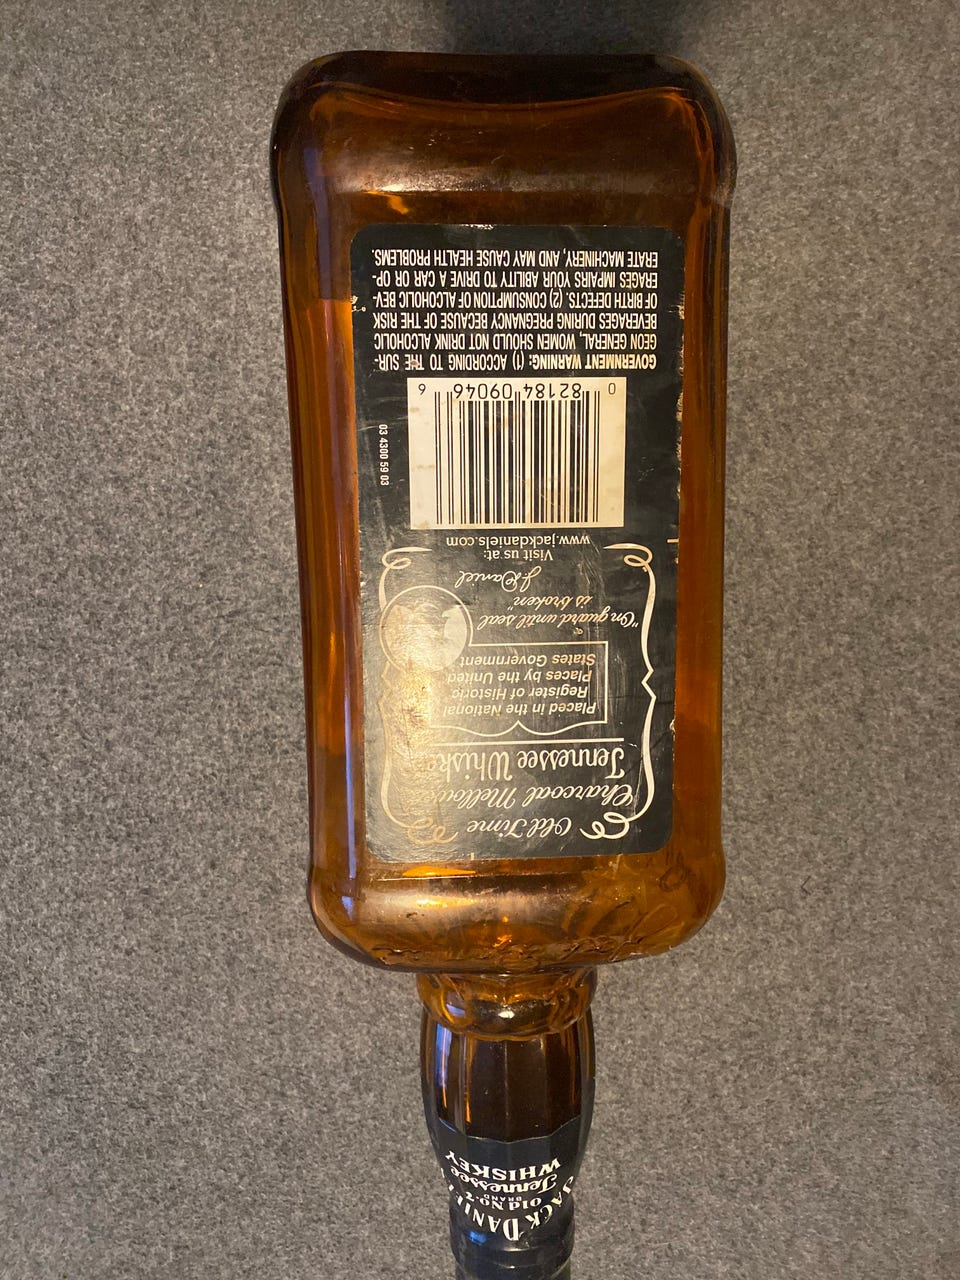 JACK DANIEL'S
Old No. 7
BRAND
Tennessee
WHISKEY
Old Time
Charcoal Mellowed
Tennessee Whiskey
Placed in the National
Register of Historic
Places by the United
States Government
"On guard until seal
is broken"
J. Daniel
Visit us at:
www.jackdaniels.com
03 4300 59 03
0 82184 09046 6
GOVERNMENT WARNING: (1) ACCORDING TO THE SUR-
GEON GENERAL, WOMEN SHOULD NOT DRINK ALCOHOLIC
BEVERAGES DURING PREGNANCY BECAUSE OF THE RISK
OF BIRTH DEFECTS. (2) CONSUMPTION OF ALCOHOLIC BEV-
ERAGES IMPAIRS YOUR ABILITY TO DRIVE A CAR OR OP-
ERATE MACHINERY, AND MAY CAUSE HEALTH PROBLEMS.